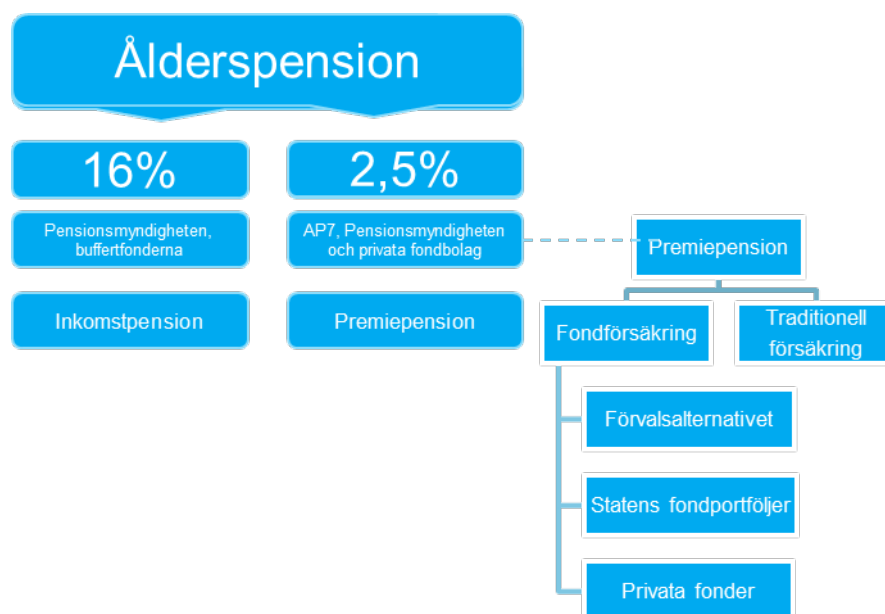 Ålderspension
16%
2,5%
Pensionsmyndigheten,
buffertfonderna
AP7, Pensionsmyndigheten
och privata fondbolag
Inkomstpension
Premiepension
Premiepension
Fondförsäkring
Traditionell
försäkring
Förvalsalternativet
Statens fondportföljer
Privata fonder